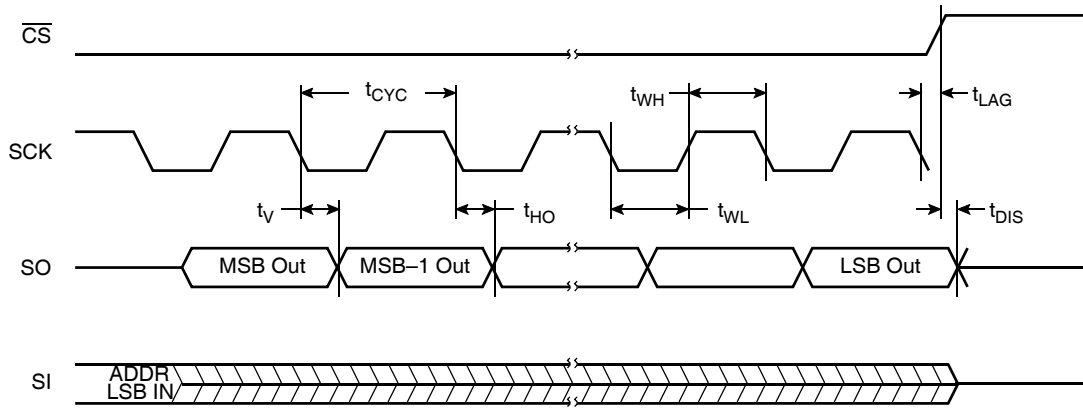 CS
tCYC
tWH
tLAG
SCK
tV
tHO
tWL
tDIS
SO
MSB Out
MSB–1 Out
LSB Out
SI
ADDR
LSB IN